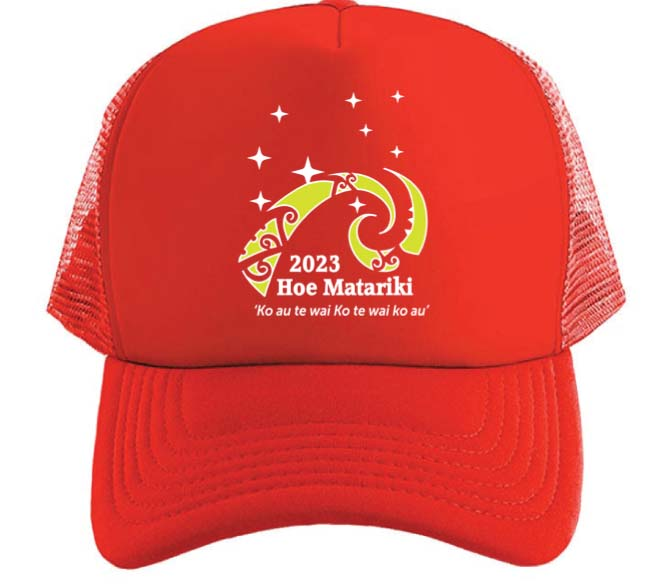 2023
Hoe Matariki
‘Ko au te wai Ko te wai ko au’